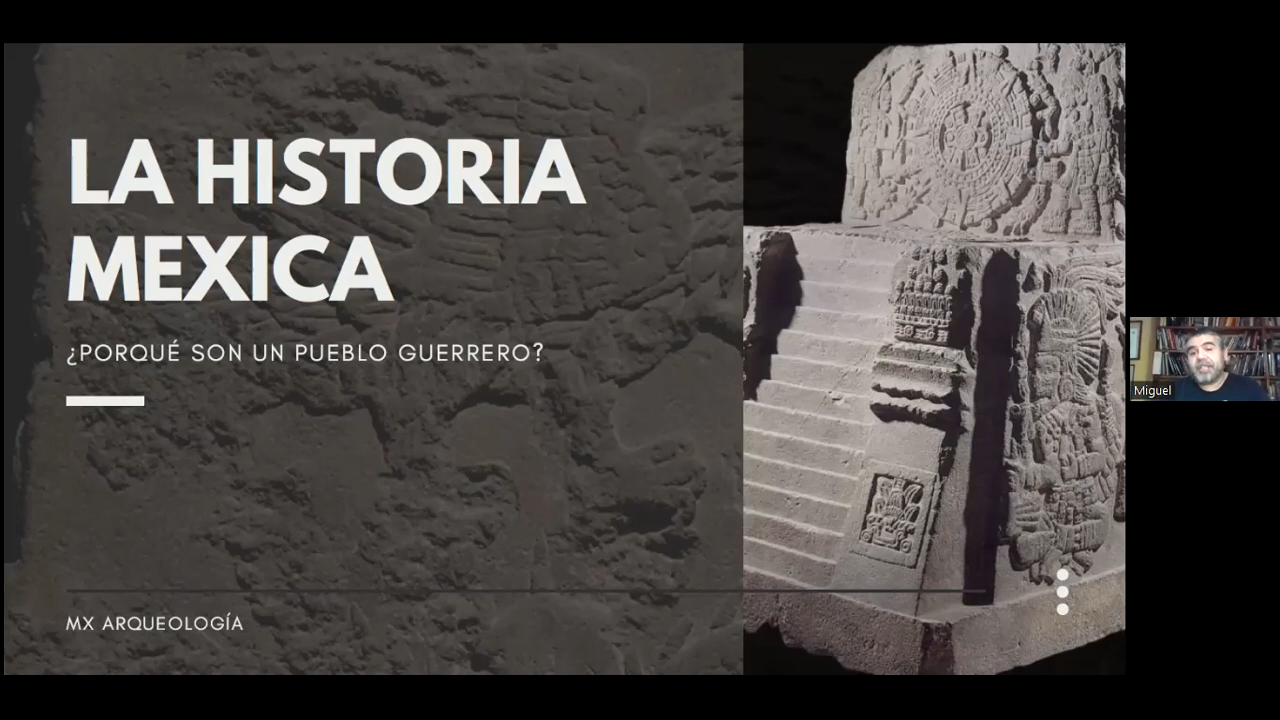 LA HISTORIA
MEXICA
¿PORQUÉ SON UN PUEBLO GUERRERO?
MX ARQUEOLOGÍA
Miguel